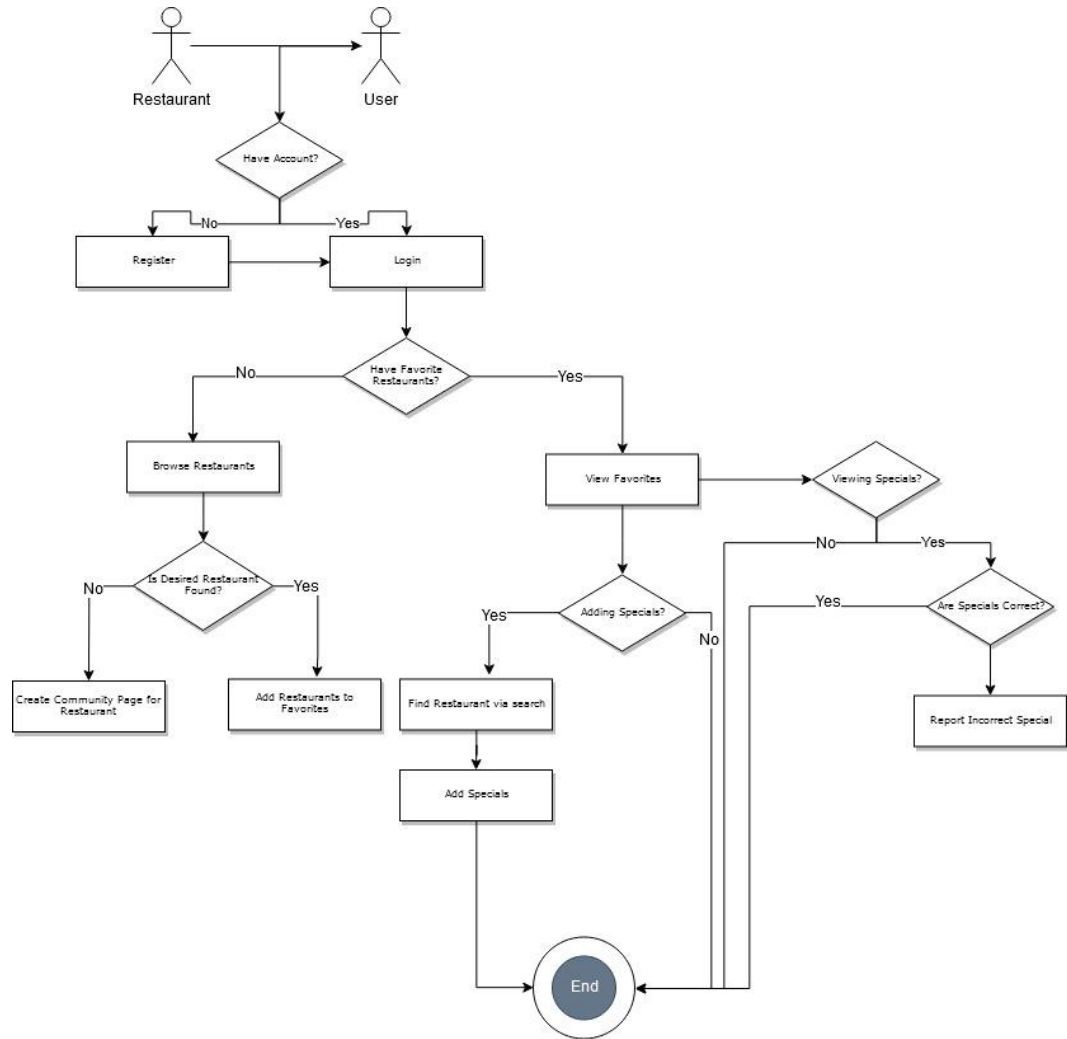 Restaurant
User
Have Account?
No
Yes
Register
Login
Have Favorite
Restaurants?
No
Yes
Browse Restaurants
View Favorites
Viewing Specials?
No
Yes
Is Desired Restaurant
Found?
No
Yes
Adding Specials?
Yes
No
Are Specials Correct?
Yes
Create Community Page for
Restaurant
Add Restaurants to
Favorites
Find Restaurant via search
Report Incorrect Special
Add Specials
End